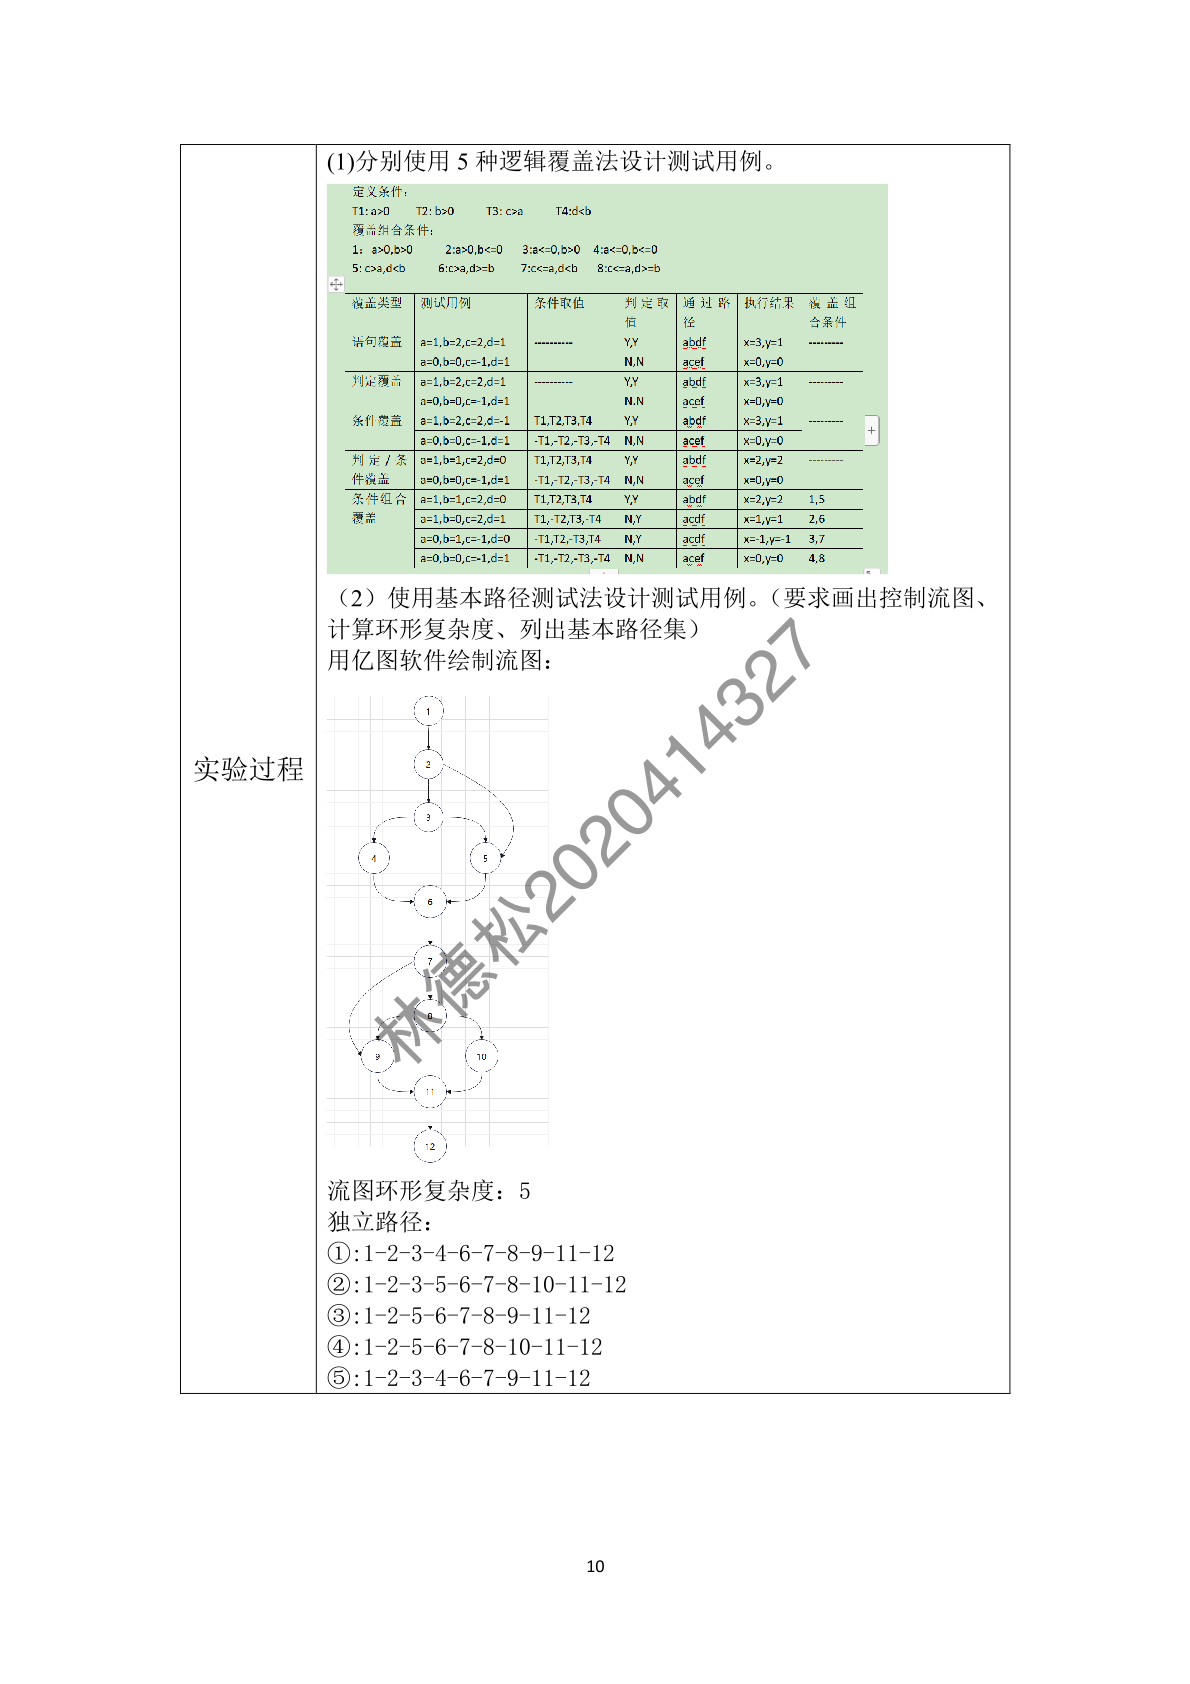 (1)分别使用 5 种逻辑覆盖法设计测试用例。
定义条件：
T1: a>0 T2: b>0 T3: c>a T4:d<b
覆盖组合条件：
1： a>0,b>0 2:a>0,b<=0 3:a<=0,b>0 4:a<=0,b<=0
5: c>a,d<b 6:c>a,d>=b 7:c<=a,d<b 8:c<=a,d>=b
覆盖类型 测试用例 条件取值 判定取值 通过路径 执行结果 覆盖组合条件
语句覆盖 a=1,b=2,c=2,d=1 ---------- Y,Y abdf x=3,y=1 ---------
a=0,b=0,c=-1,d=1 N,N acef x=0,y=0
判定覆盖 a=1,b=2,c=2,d=1 ---------- Y,Y abdf x=3,y=1 ---------
a=0,b=0,c=-1,d=1 N,N acef x=0,y=0
条件覆盖 a=1,b=2,c=2,d=-1 T1,T2,T3,T4 Y,Y abdf x=3,y=1 ---------
a=0,b=0,c=-1,d=1 -T1,-T2,-T3,-T4 N,N acef x=0,y=0
判定/条件覆盖 a=1,b=1,c=2,d=0 T1,T2,T3,T4 Y,Y abdf x=2,y=2 ---------
a=0,b=0,c=-1,d=1 -T1,-T2,-T3,-T4 N,N acef x=0,y=0
条件组合覆盖 a=1,b=1,c=2,d=0 T1,T2,T3,T4 Y,Y abdf x=2,y=2 1,5
a=1,b=0,c=2,d=1 T1,-T2,T3,-T4 N,Y acdf x=1,y=1 2,6
a=0,b=1,c=-1,d=0 -T1,T2,-T3,T4 N,Y acdf x=-1,y=-1 3,7
a=0,b=0,c=-1,d=1 -T1,-T2,-T3,-T4 N,N acef x=0,y=0 4,8
（2）使用基本路径测试法设计测试用例。（要求画出控制流图、
计算环形复杂度、列出基本路径集）
用亿图软件绘制流图：
1
2
3
4
5
6
7
8
9
10
11
12
林德松2020414327
实验过程
流图环形复杂度：5
独立路径：
①:1-2-3-4-6-7-8-9-11-12
②:1-2-3-5-6-7-8-10-11-12
③:1-2-5-6-7-8-9-11-12
④:1-2-5-6-7-8-10-11-12
⑤:1-2-3-4-6-7-9-11-12
10